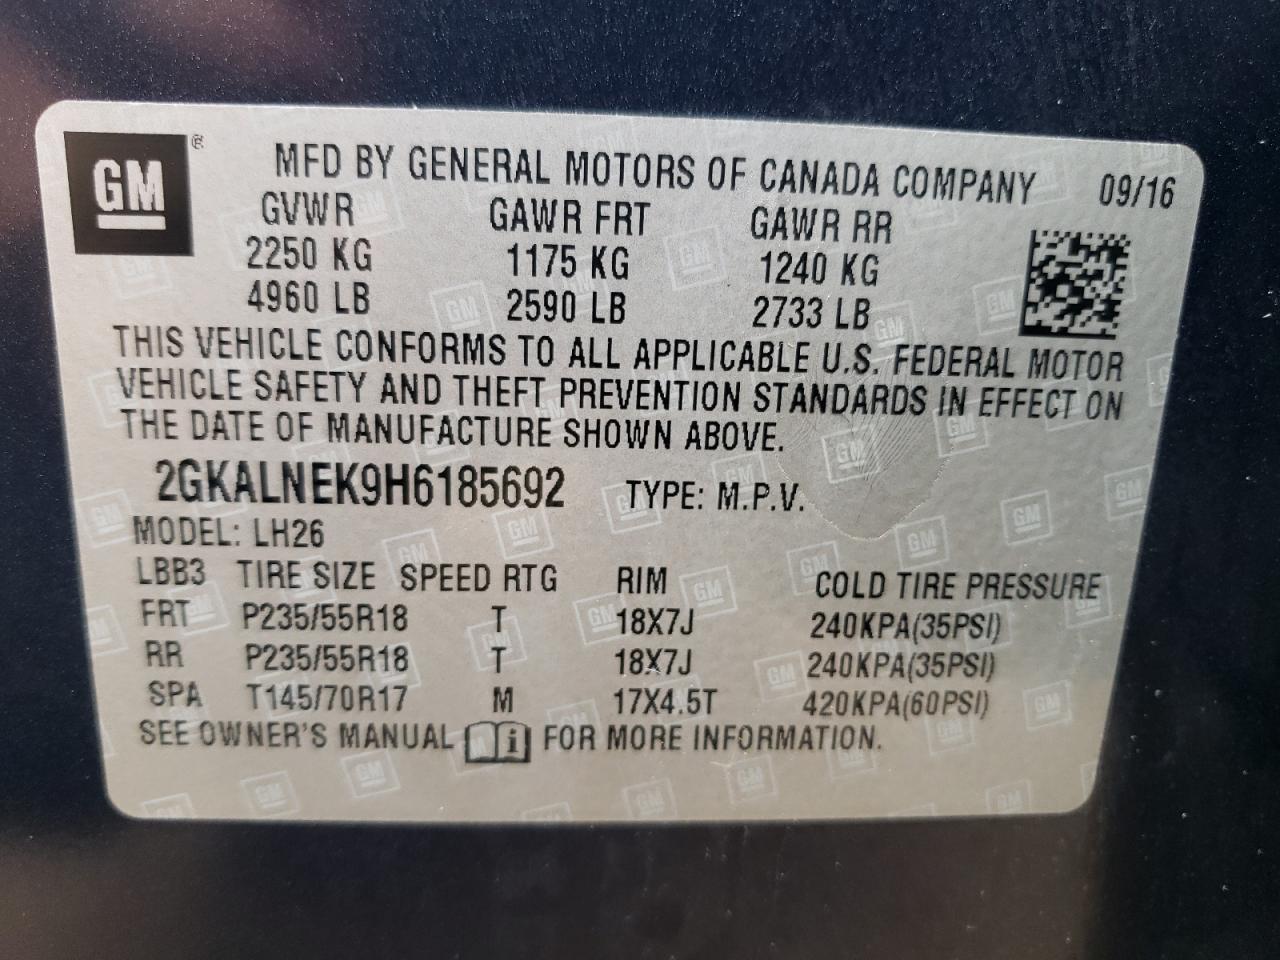 GM ®
MFD BY GENERAL MOTORS OF CANADA COMPANY 09/16
GVWR GAWR FRT GAWR RR
2250 KG 1175 KG 1240 KG
4960 LB 2590 LB 2733 LB
THIS VEHICLE CONFORMS TO ALL APPLICABLE U.S. FEDERAL MOTOR
VEHICLE SAFETY AND THEFT PREVENTION STANDARDS IN EFFECT ON
THE DATE OF MANUFACTURE SHOWN ABOVE.
2GKALNEK9H6185692 TYPE: M.P.V.
MODEL: LH26
LBB3 TIRE SIZE SPEED RTG RIM COLD TIRE PRESSURE
FRT P235/55R18 T 18X7J 240KPA(35PSI)
RR P235/55R18 T 18X7J 240KPA(35PSI)
SPA T145/70R17 M 17X4.5T 420KPA(60PSI)
SEE OWNER'S MANUAL i FOR MORE INFORMATION.